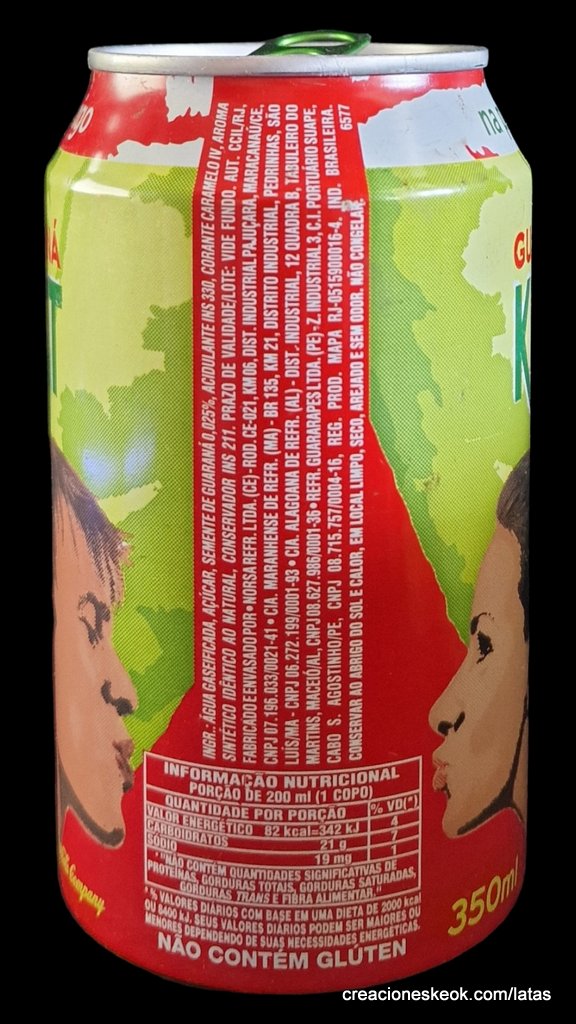 INGR.: ÁGUA GASEIFICADA, AÇÚCAR, SEMENTE DE GUARANÁ 0,025%, ACIDULANTE INS 330, CORANTE CARAMELO IV, AROMA
SINTÉTICO IDÊNTICO AO NATURAL, CONSERVADOR INS 211. PRAZO DE VALIDADE/LOTE: VIDE FUNDO. AUT. CCIL/RJ,
FABRICADO E ENVASADO POR • NORSA REFR. LTDA. (CE) - ROD. CE-021, KM 06, DIST. INDUSTRIAL PAJUÇARA, MARACANAÚ/CE,
CNPJ 07.196.033/0021-41 • CIA. MARANHENSE DE REFR. (MA) - BR 135, KM 21, DISTRITO INDUSTRIAL, PEDRINHAS, SÃO
LUÍS/MA - CNPJ 06.272.199/0001-93 • CIA. ALAGOANA DE REFR. (AL) - DIST. INDUSTRIAL, 12 QUADRA B, TABULEIRO DO
MARTINS, MACEIÓ/AL, CNPJ 08.627.986/0001-36 • REFR. GUARARAPES LTDA. (PE) - Z. INDUSTRIAL 3, C.I. PORTUÁRIO SUAPE,
CABO S. AGOSTINHO/PE, CNPJ 08.715.757/0004-16, REG. PROD. MAPA RJ-0515900016-4. IND. BRASILEIRA.
CONSERVAR AO ABRIGO DO SOL E CALOR, EM LOCAL LIMPO, SECO, AREJADO E SEM ODOR. NÃO CONGELAR. 6577
INFORMAÇÃO NUTRICIONAL
PORÇÃO DE 200 ml (1 COPO)
QUANTIDADE POR PORÇÃO % VD(*)
VALOR ENERGÉTICO 82 kcal=342 kJ 4
CARBOIDRATOS 21 g 7
SÓDIO 19 mg 1
"NÃO CONTÉM QUANTIDADES SIGNIFICATIVAS DE
PROTEÍNAS, GORDURAS TOTAIS, GORDURAS SATURADAS,
GORDURAS TRANS E FIBRA ALIMENTAR."
* % VALORES DIÁRIOS COM BASE EM UMA DIETA DE 2000 kcal
OU 8400 kJ. SEUS VALORES DIÁRIOS PODEM SER MAIORES OU
MENORES DEPENDENDO DE SUAS NECESSIDADES ENERGÉTICAS.
NÃO CONTÉM GLÚTEN
Company
350ml
creacioneskeok.com/latas